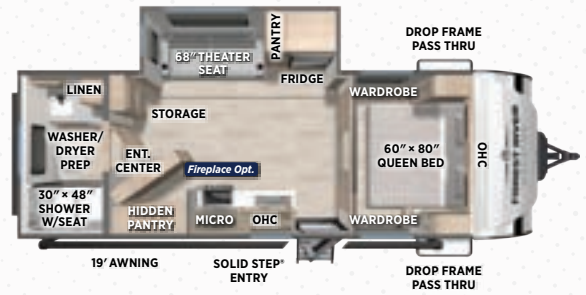 DROP FRAME
PASS THRU
PANTRY
68" THEATER
SEAT
FRIDGE
LINEN
WARDROBE
STORAGE
WASHER/
DRYER
PREP
ENT.
CENTER
60" × 80"
QUEEN BED
OHC
Fireplace Opt.
30" × 48"
SHOWER
W/SEAT
HIDDEN
PANTRY
MICRO
OHC
WARDROBE
19' AWNING
SOLID STEP®
ENTRY
DROP FRAME
PASS THRU
FOREST RIVER